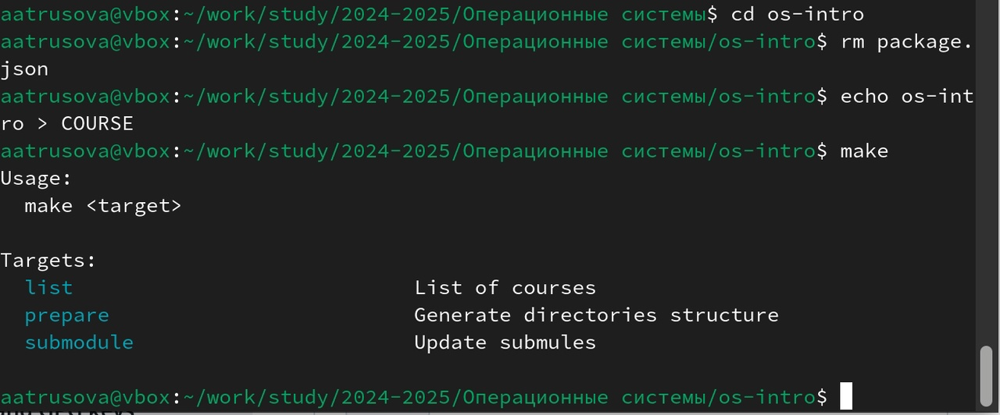 aatrusova@vbox:~/work/study/2024-2025/Операционные системы$ cd os-intro
aatrusova@vbox:~/work/study/2024-2025/Операционные системы/os-intro$ rm package.
json
aatrusova@vbox:~/work/study/2024-2025/Операционные системы/os-intro$ echo os-int
ro > COURSE
aatrusova@vbox:~/work/study/2024-2025/Операционные системы/os-intro$ make
Usage:
  make <target>

Targets:
  list                            List of courses
  prepare                         Generate directories structure
  submodule                       Update submules

aatrusova@vbox:~/work/study/2024-2025/Операционные системы/os-intro$